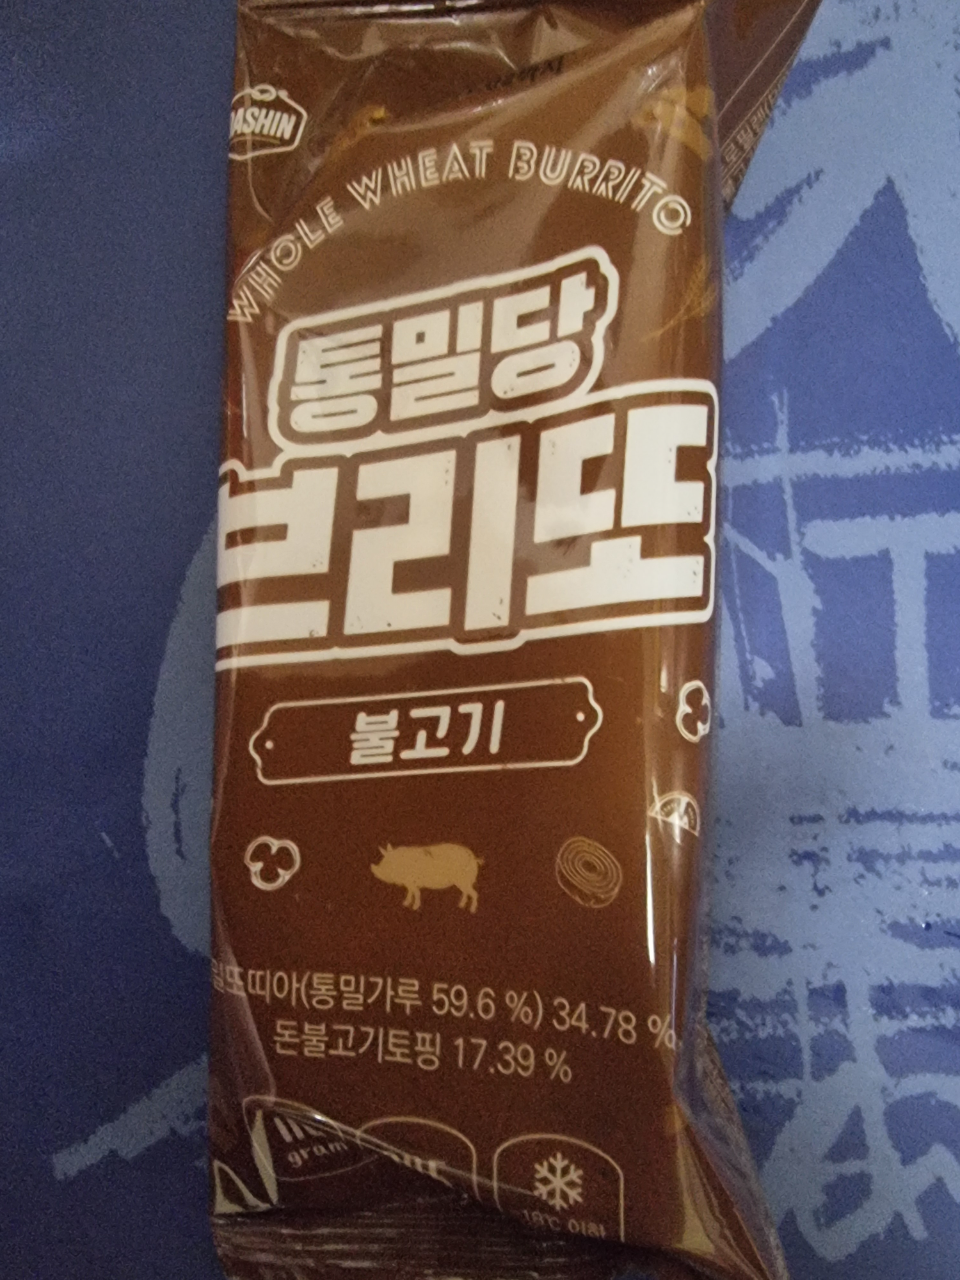 WHOLE WHEAT BURRITO
통밀당
브리또
불고기
또띠아(통밀가루 59.6 %) 34.78 %
돈불고기토핑 17.39 %
gram